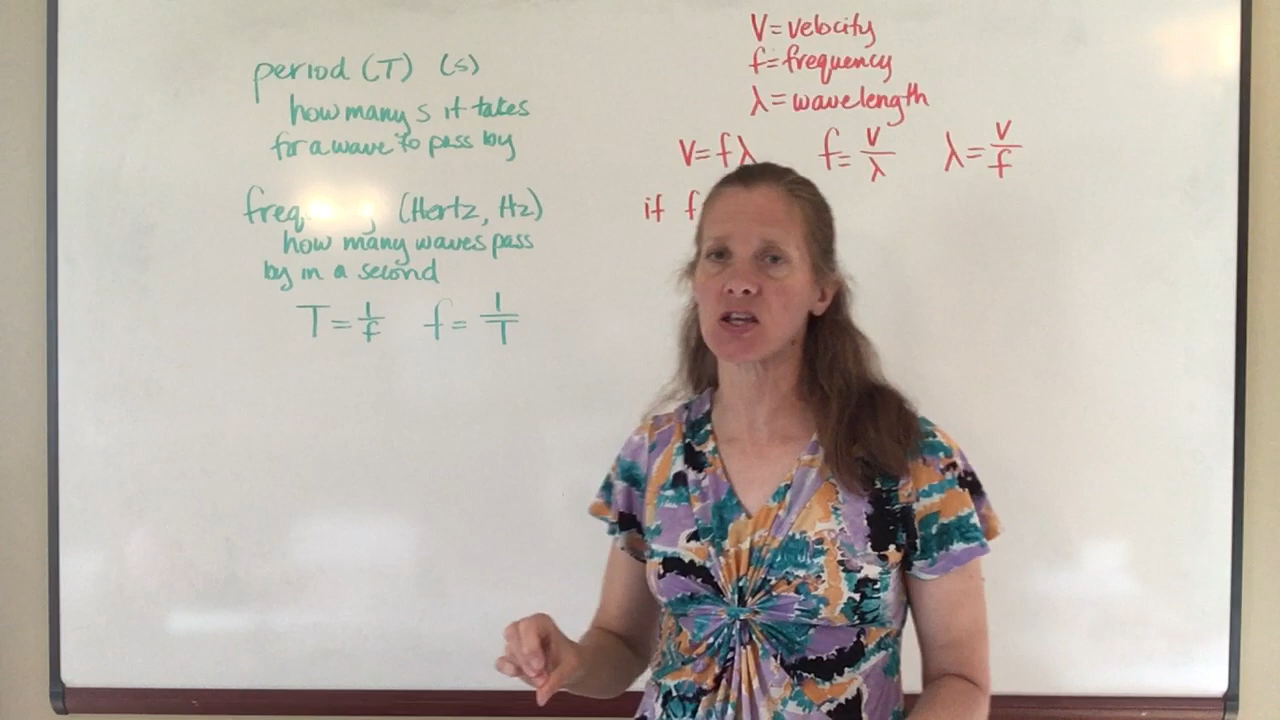 period (T) (s)
how many s it takes
for a wave to pass by
(Hertz, Hz)
how many waves pass
by in a second
T = 1/f f = 1/T
V = velocity
f = frequency
λ = wavelength
V = fλ f = V/λ λ = V/f
if f